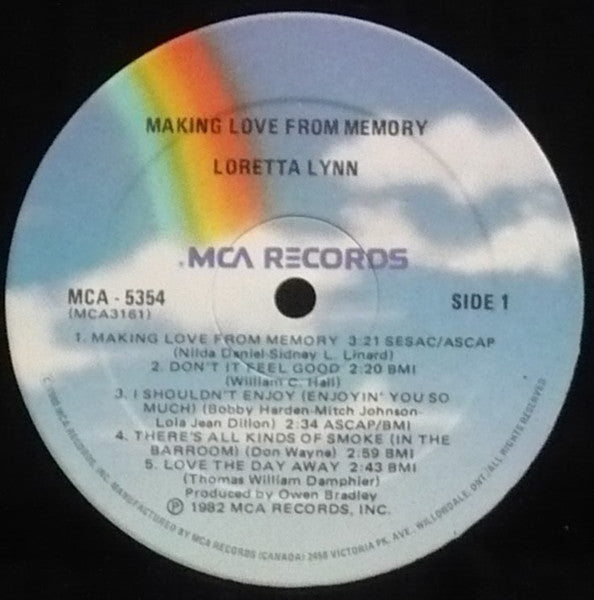 MAKING LOVE FROM MEMORY
LORETTA LYNN
MCA RECORDS
MCA - 5354
(MCA3161)
SIDE 1
1. MAKING LOVE FROM MEMORY 3:21 SESAC/ASCAP
(Nilda Daniel-Sidney L. Linard)
2. DON'T IT FEEL GOOD 2:20 BMI
(William C. Hall)
3. I SHOULDN'T ENJOY (ENJOYIN' YOU SO
MUCH) (Bobby Harden-Mitch Johnson-
Lola Jean Dillon) 2:34 ASCAP/BMI
4. THERE'S ALL KINDS OF SMOKE (IN THE
BARROOM) (Don Wayne) 2:59 BMI
5. LOVE THE DAY AWAY 2:43 BMI
(Thomas William Damphier)
Produced by Owen Bradley
℗ 1982 MCA RECORDS, INC.
MCA RECORDS, INC. MANUFACTURED BY MCA RECORDS (CANADA) 2450 VICTORIA PK. AVE., WILLOWDALE, ONT. ALL RIGHTS RESERVED